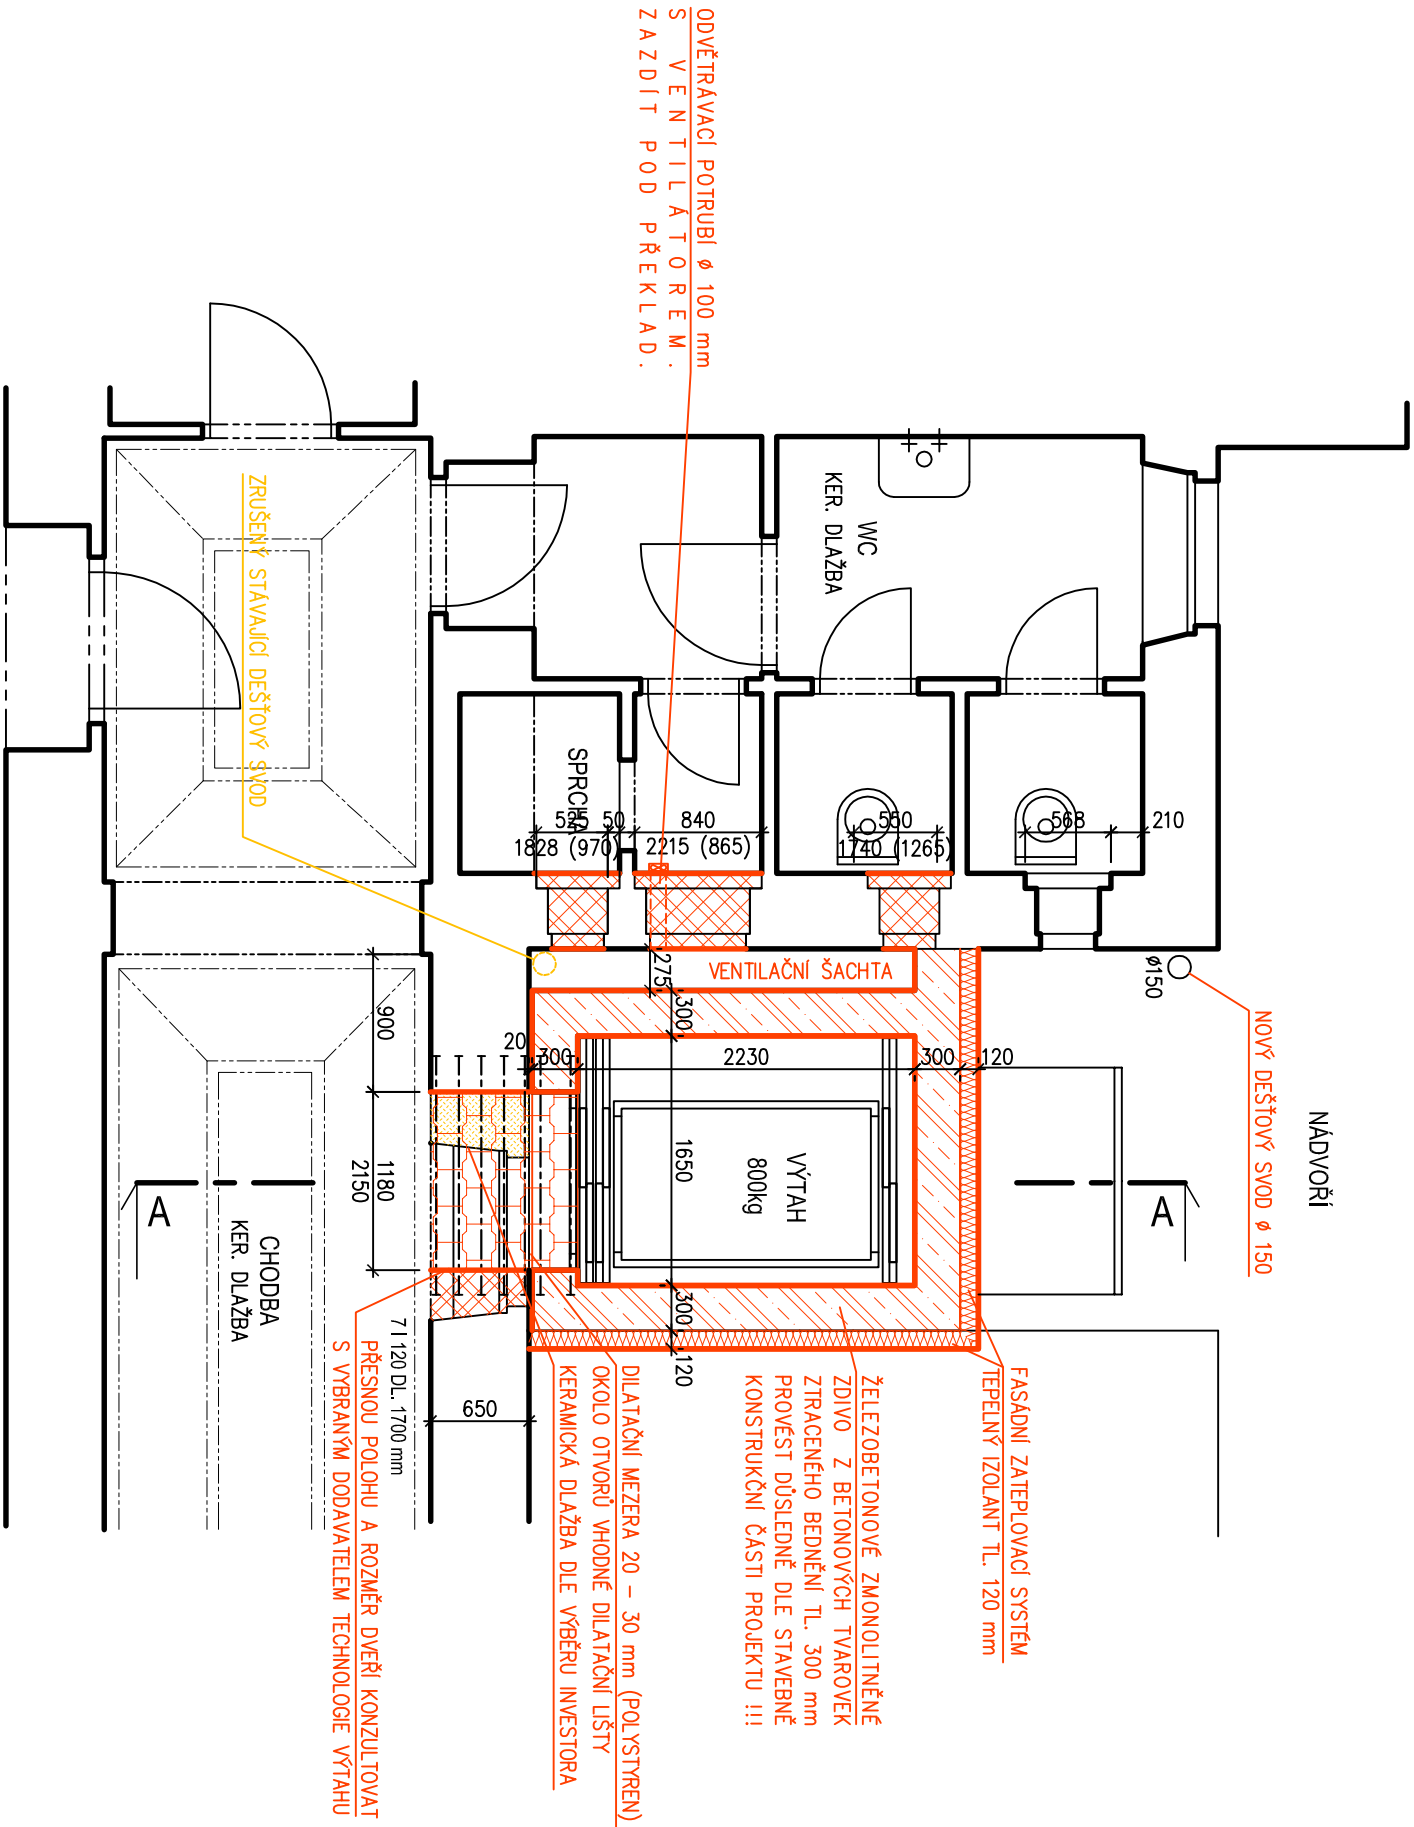 ODVĚTRÁVACÍ POTRUBÍ ø 100 mm
S VENTILÁTOREM.
ZAZDÍT POD PŘEKLAD.
WC
KER. DLAŽBA
ZRUŠENÝ STÁVAJÍCÍ DEŠŤOVÝ SVOD
SPRCHA
525
50
840
550
568
210
1828 (970)
2215 (865)
1740 (1265)
VENTILAČNÍ ŠACHTA
ø150
NOVÝ DEŠŤOVÝ SVOD ø 150
NÁDVOŘÍ
275
300
900
20
300
2230
300
120
1650
1180
2150
VÝTAH
800kg
A
A
CHODBA
KER. DLAŽBA
300
120
650
7 I 120 DL. 1700 mm
FASÁDNÍ ZATEPLOVACÍ SYSTÉM
TEPELNÝ IZOLANT TL. 120 mm
ŽELEZOBETONOVÉ ZMONOLITNĚNÉ
ZDIVO Z BETONOVÝCH TVAROVEK
ZTRACENÉHO BEDNĚNÍ TL. 300 mm
PROVÉST DŮSLEDNĚ DLE STAVEBNĚ
KONSTRUKČNÍ ČÁSTI PROJEKTU !!!
DILATAČNÍ MEZERA 20 - 30 mm (POLYSTYREN)
OKOLO OTVORŮ VHODNÉ DILATAČNÍ LIŠTY
KERAMICKÁ DLAŽBA DLE VÝBĚRU INVESTORA
PŘESNOU POLOHU A ROZMĚR DVEŘÍ KONZULTOVAT
S VYBRANÝM DODAVATELEM TECHNOLOGIE VÝTAHU